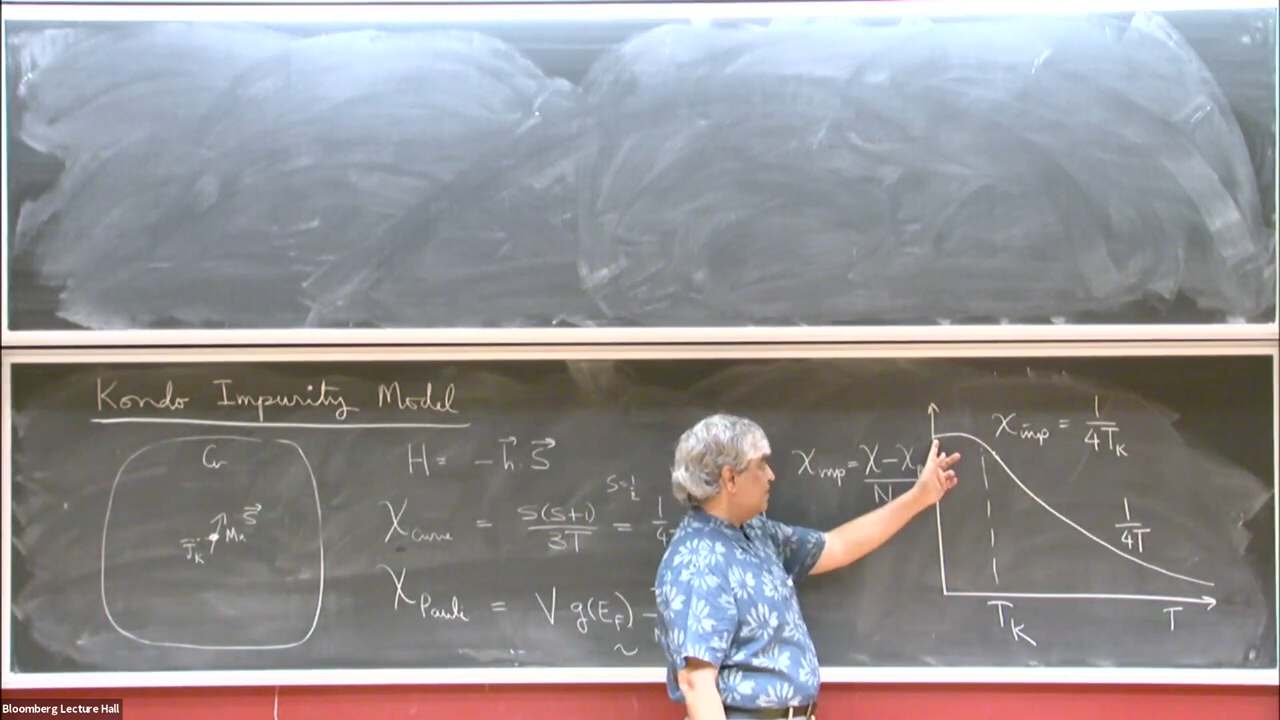 Kondo Impurity Model
Cu
S⃗
Mn
J_K
H = -h⃗·S⃗
S=½
χ_Curie = S(S+1)/3T = 1/4
χ_Pauli = V g(E_F) -
χ_imp = χ-χ / N
χ_imp = 1/4T_K
1/4T
T_K
T
Bloomberg Lecture Hall